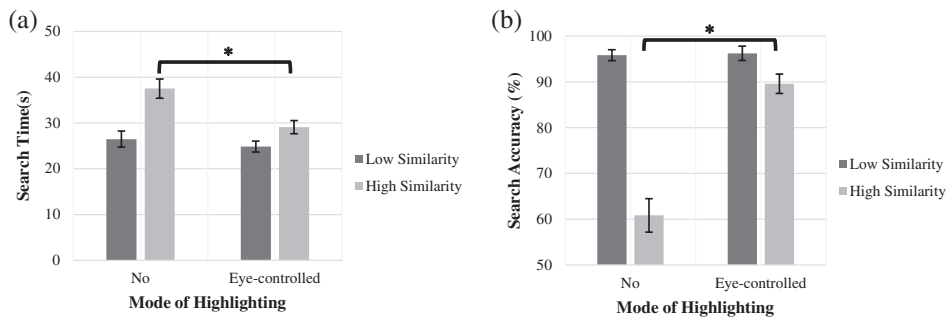 (a)
50
40
30
20
10
0
Search Time(s)
*
No
Eye-controlled
Mode of Highlighting
Low Similarity
High Similarity
(b)
100
90
80
70
60
50
Search Accuracy (%)
*
No
Eye-controlled
Mode of Highlighting
Low Similarity
High Similarity